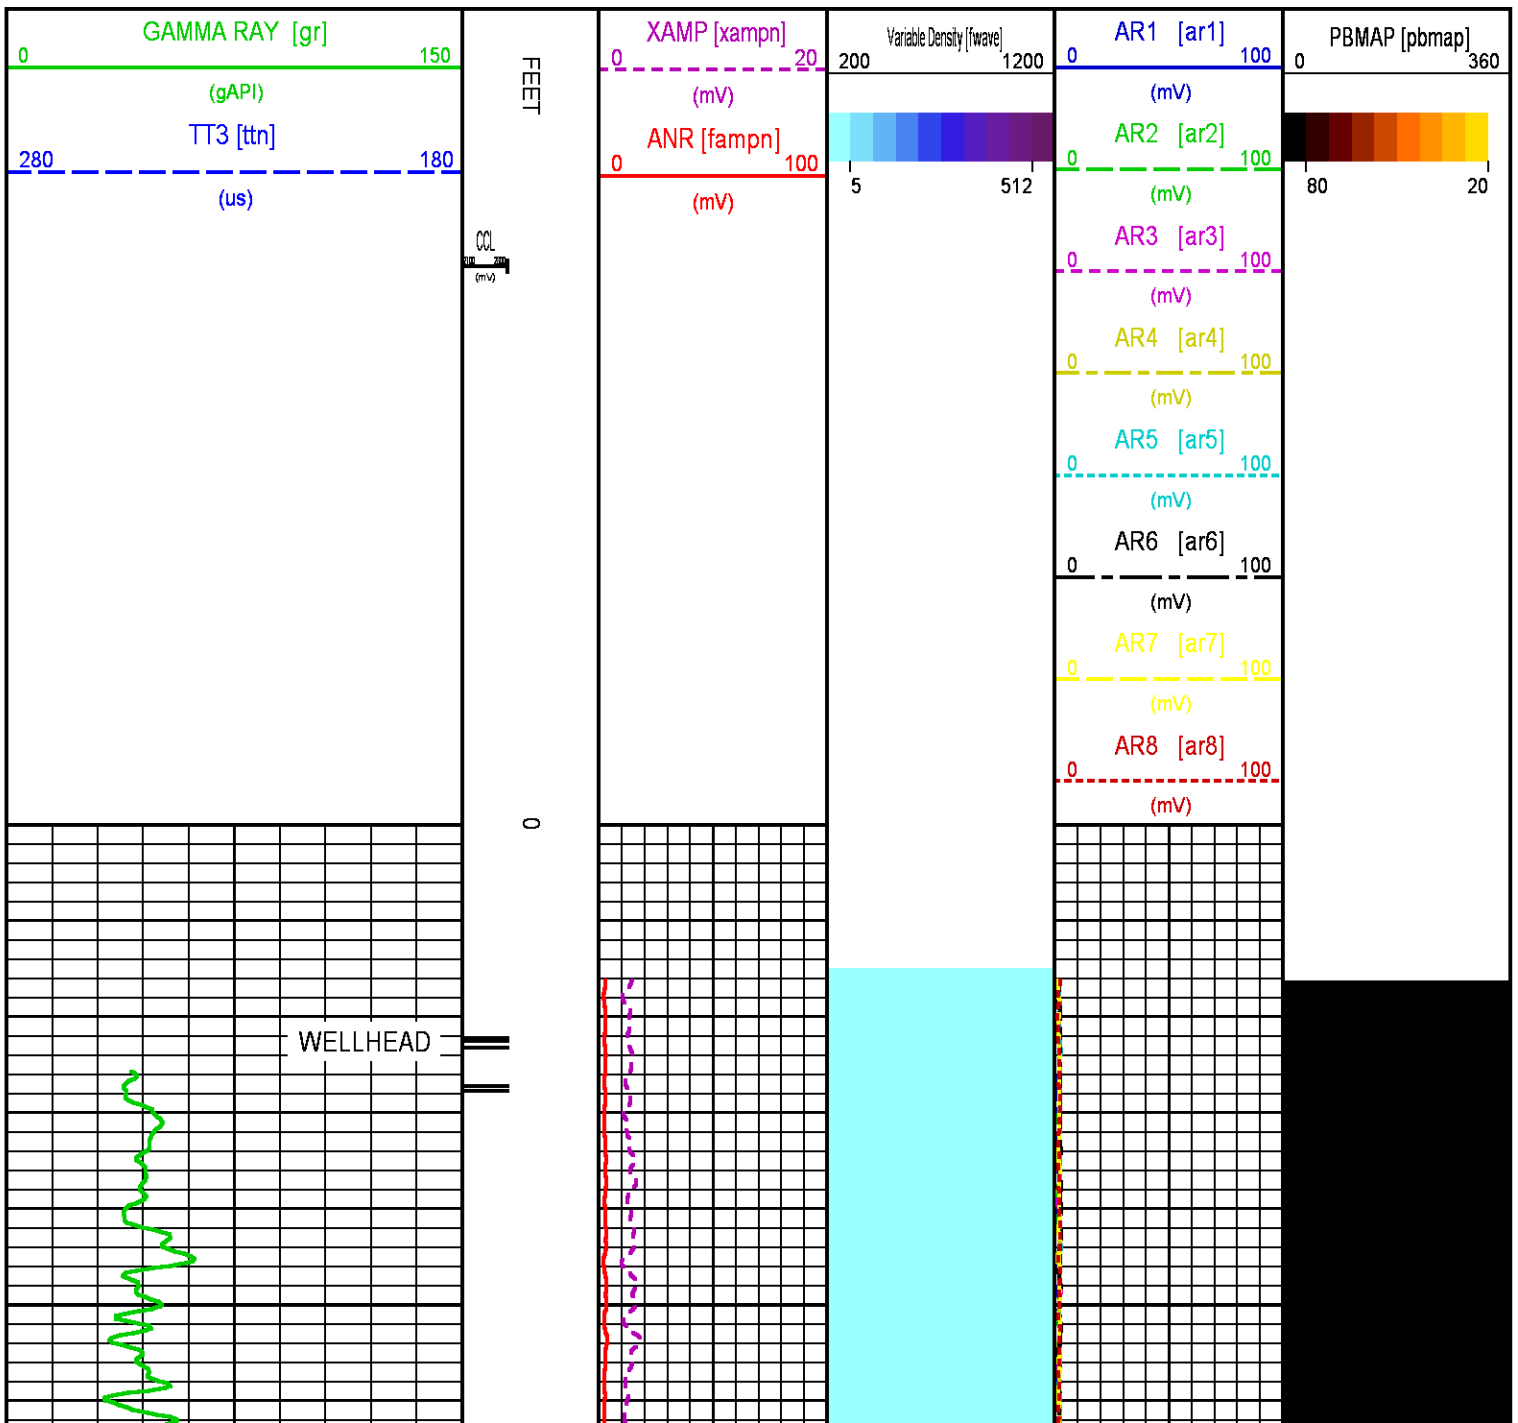 GAMMA RAY [gr]
0 150
(gAPI)
TT3 [ttn]
280 180
(us)
CCL
(mV)
FEET
0
XAMP [xampn]
0 20
(mV)
ANR [fampn]
0 100
(mV)
Variable Density [fwave]
200 1200
5 512
AR1 [ar1]
0 100
(mV)
AR2 [ar2]
0 100
(mV)
AR3 [ar3]
0 100
(mV)
AR4 [ar4]
0 100
(mV)
AR5 [ar5]
0 100
(mV)
AR6 [ar6]
0 100
(mV)
AR7 [ar7]
0 100
(mV)
AR8 [ar8]
0 100
(mV)
PBMAP [pbmap]
0 360
80 20
WELLHEAD